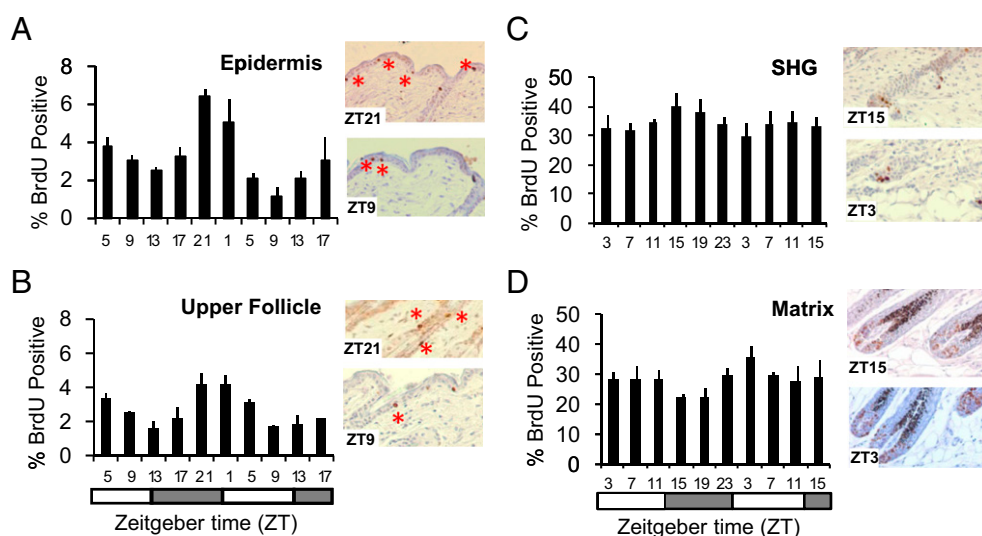 A
Epidermis
% BrdU Positive
8
6
4
2
0
5 9 13 17 21 1 5 9 13 17
ZT21
ZT9
B
Upper Follicle
% BrdU Positive
8
6
4
2
0
5 9 13 17 21 1 5 9 13 17
Zeitgeber time (ZT)
ZT21
ZT9
C
SHG
% BrdU Positive
50
40
30
20
10
0
3 7 11 15 19 23 3 7 11 15
ZT15
ZT3
D
Matrix
% BrdU Positive
50
40
30
20
10
0
3 7 11 15 19 23 3 7 11 15
Zeitgeber time (ZT)
ZT15
ZT3